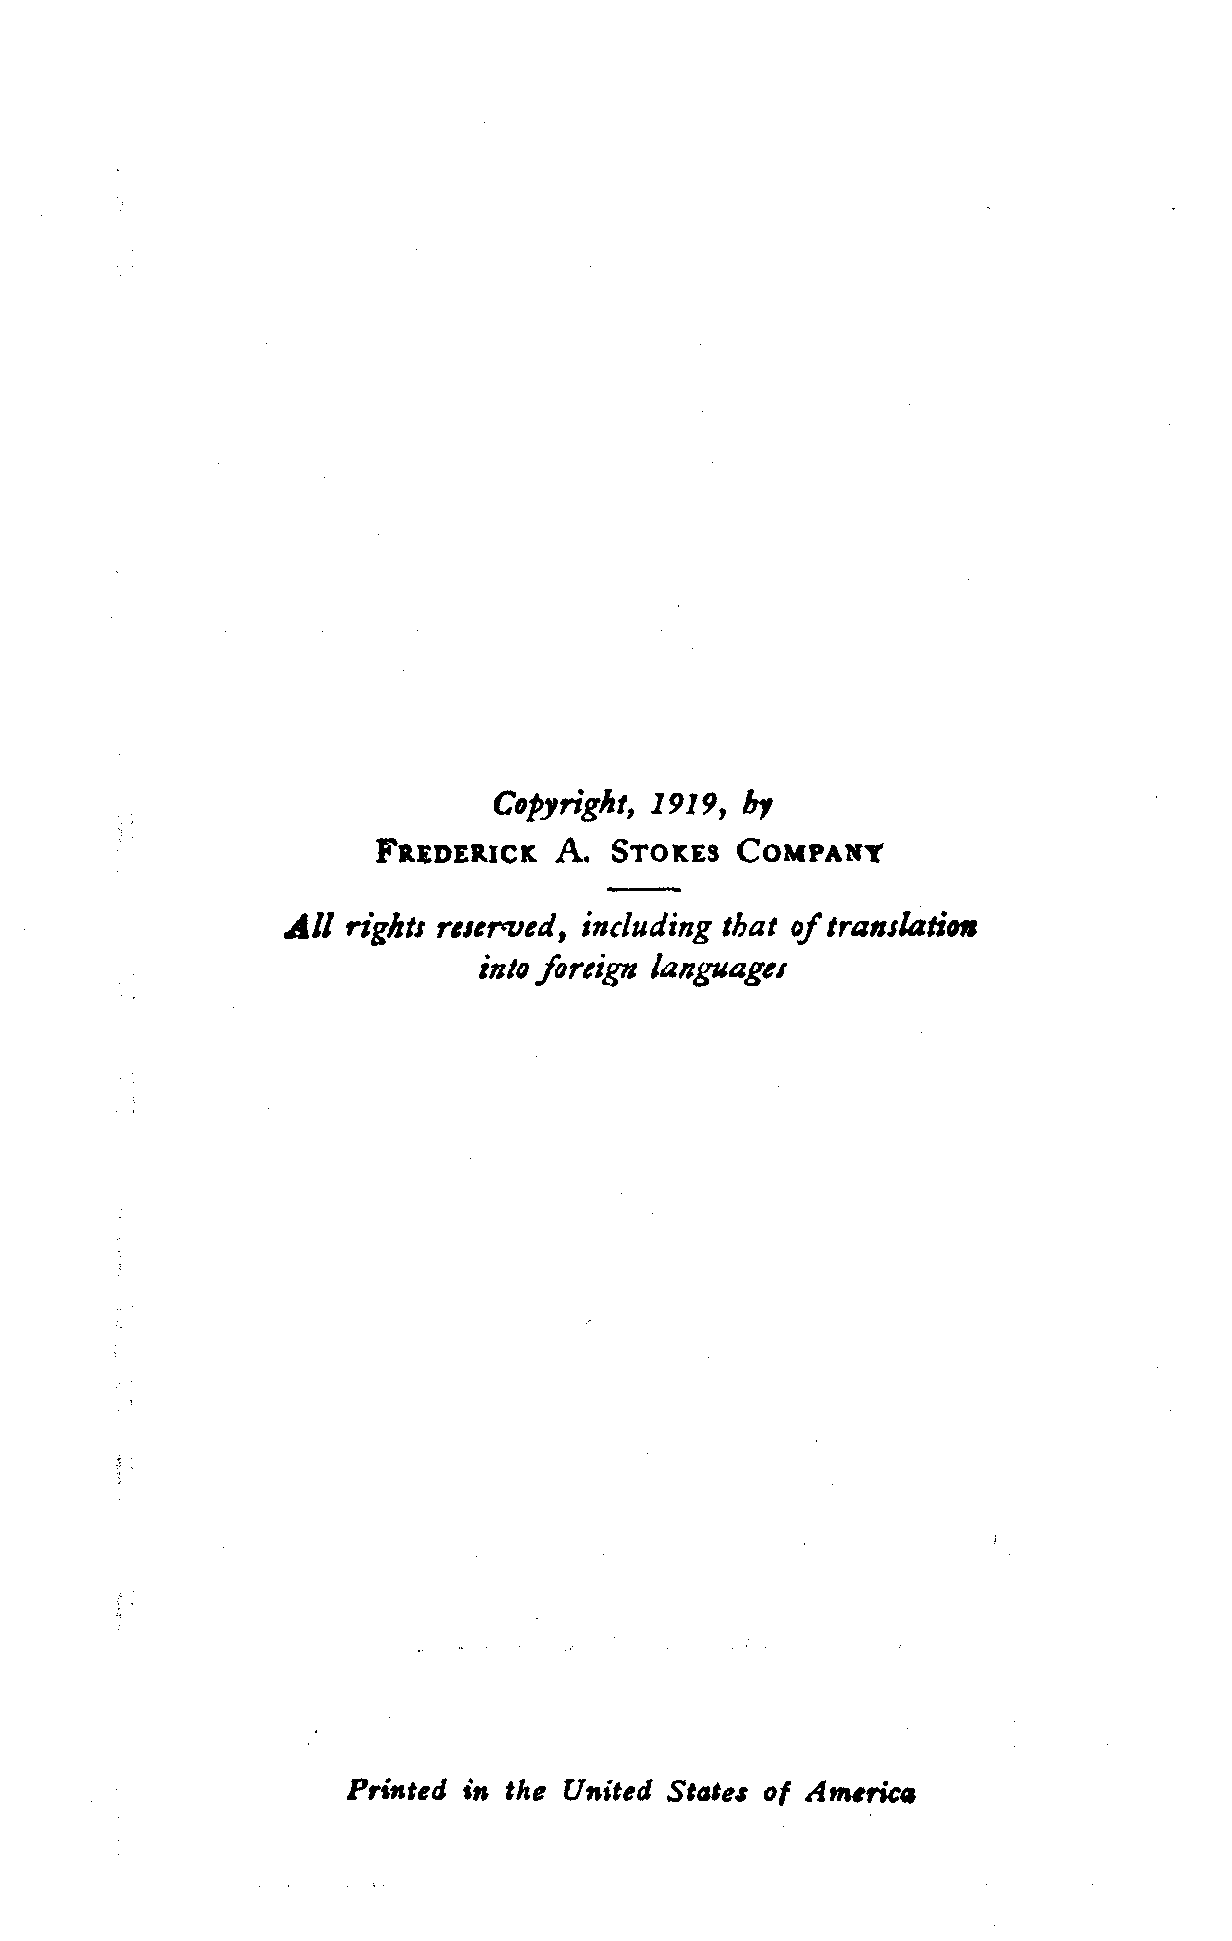 Copyright, 1919, by
FREDERICK A. STOKES COMPANY
All rights reserved, including that of translation
into foreign languages
Printed in the United States of America